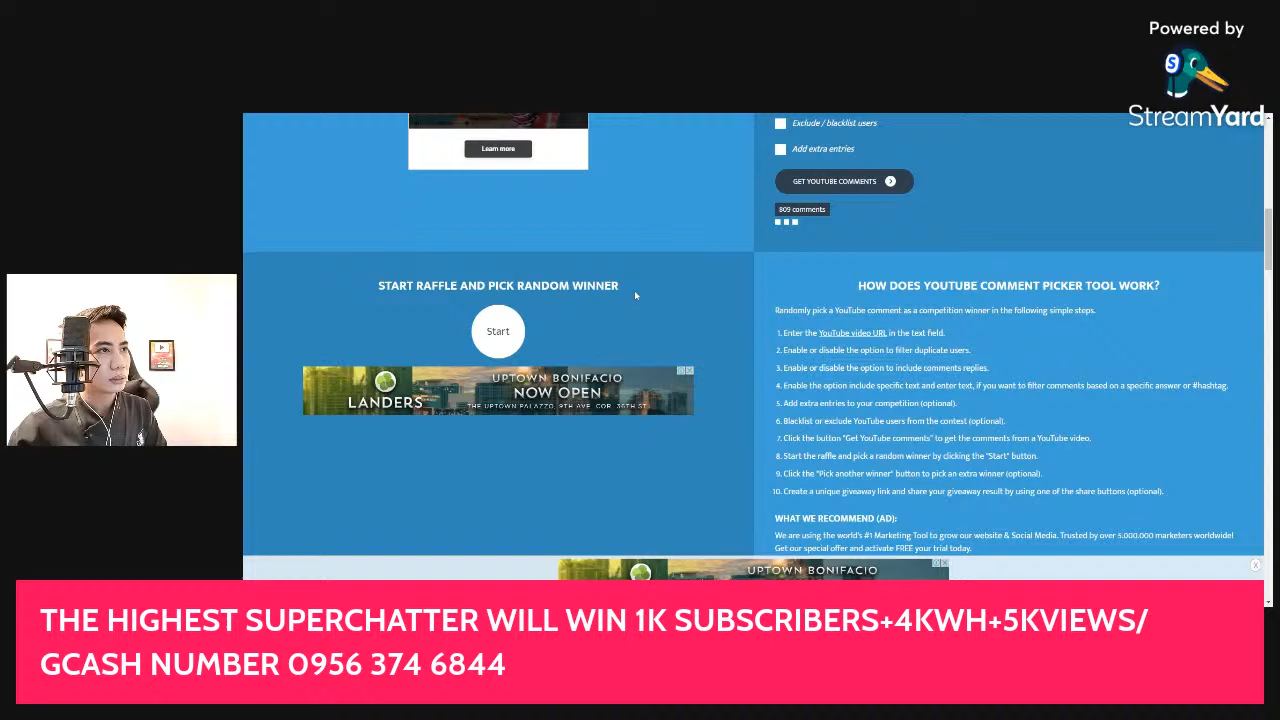 Powered by
StreamYard
Exclude / blacklist users
Learn more
Add extra entries
GET YOUTUBE COMMENTS
809 comments
START RAFFLE AND PICK RANDOM WINNER
Start
LANDERS
UPTOWN BONIFACIO
NOW OPEN
THE UPTOWN PALAZZO, 9TH AVE. COR. 36TH ST.
HOW DOES YOUTUBE COMMENT PICKER TOOL WORK?
Randomly pick a YouTube comment as a competition winner in the following simple steps.
1. Enter the YouTube video URL in the text field.
2. Enable or disable the option to filter duplicate users.
3. Enable or disable the option to include comments replies.
4. Enable the option include specific text and enter text, if you want to filter comments based on a specific answer or #hashtag.
5. Add extra entries to your competition (optional).
6. Blacklist or exclude YouTube users from the contest (optional).
7. Click the button "Get YouTube comments" to get the comments from a YouTube video.
8. Start the raffle and pick a random winner by clicking the "Start" button.
9. Click the "Pick another winner" button to pick an extra winner (optional).
10. Create a unique giveaway link and share your giveaway result by using one of the share buttons (optional).
WHAT WE RECOMMEND (AD):
We are using the world's #1 Marketing Tool to grow our website & Social Media. Trusted by over 5.000.000 marketers worldwide!
Get our special offer and activate FREE your trial today.
UPTOWN BONIFACIO
THE HIGHEST SUPERCHATTER WILL WIN 1K SUBSCRIBERS+4KWH+5KVIEWS/
GCASH NUMBER 0956 374 6844